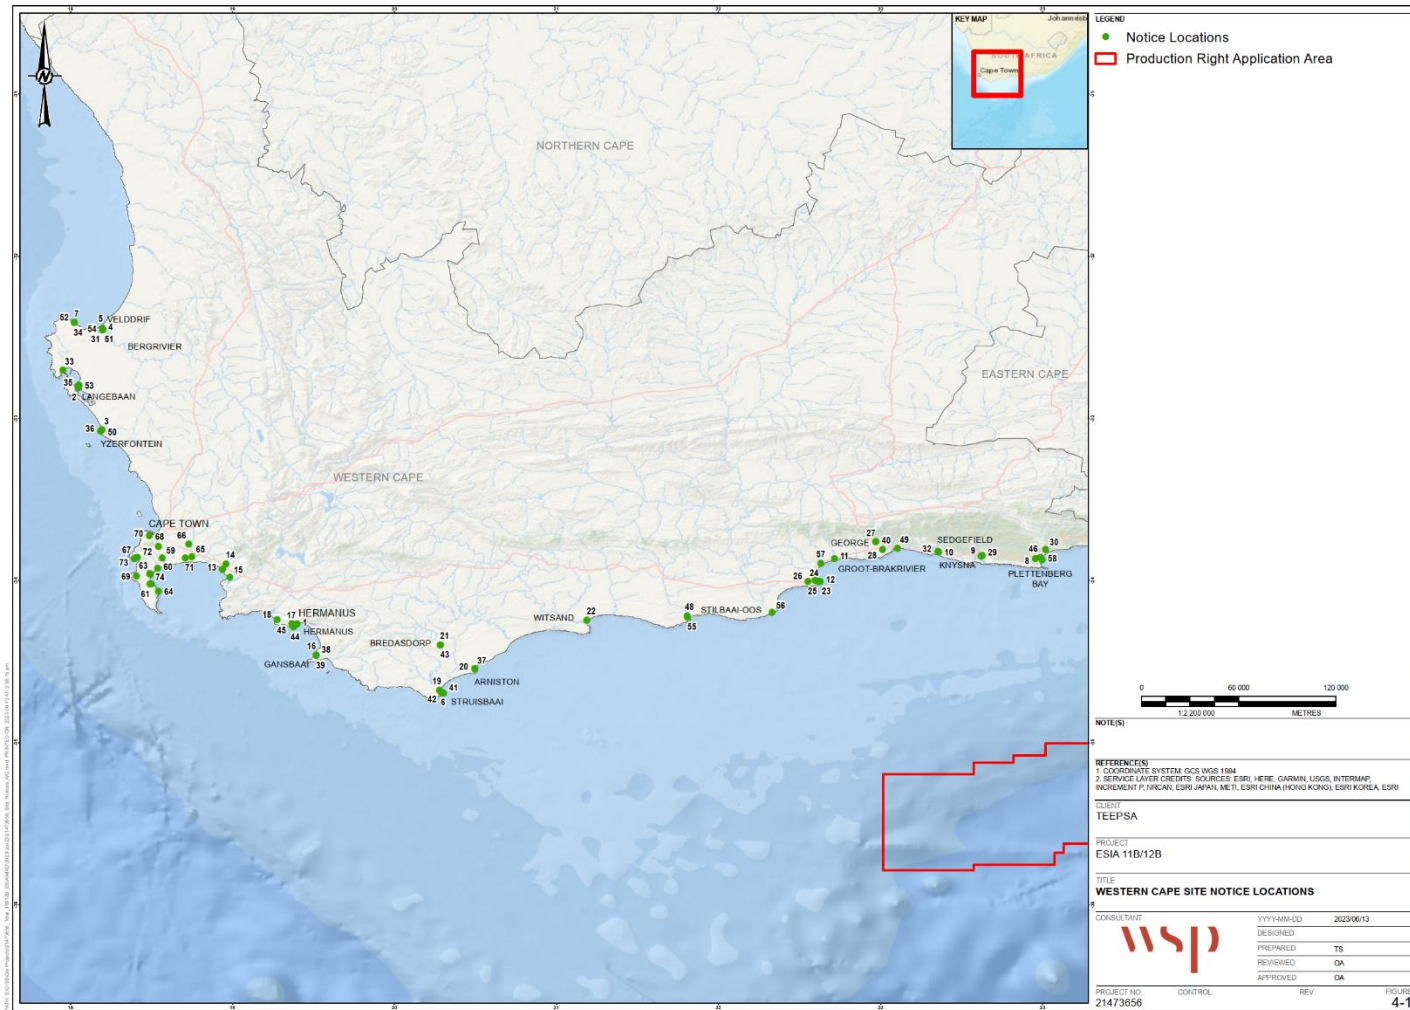 KEY MAP
SOUTH AFRICA
Cape Town
LEGEND
Notice Locations
Production Right Application Area
NORTHERN CAPE
EASTERN CAPE
WESTERN CAPE
52
7
34
5
VELDDRIF
54
4
31
51
BERGRIVIER
33
35
53
2
LANGEBAAN
3
36
50
YZERFONTEIN
CAPE TOWN
70
68
66
67
72
59
65
73
63
60
71
14
13
15
69
74
61
64
18
17
HERMANUS
1
45
HERMANUS
44
16
38
GANSBAAI
39
BREDASDORP
21
43
20
37
ARNISTON
19
41
42
6
STRUISBAAI
WITSAND
22
48
STILBAAI-OOS
55
56
26
24
12
25
23
57
11
GROOT-BRAKRIVIER
27
GEORGE
40
49
28
SEDGEFIELD
32
10
9
29
KNYSNA
46
30
8
58
PLETTENBERG
BAY
0
60 000
120 000
1:2 200 000
METRES
NOTE(S)
REFERENCE(S)
1. COORDINATE SYSTEM: GCS WGS 1984
2. SERVICE LAYER CREDITS: SOURCES: ESRI, HERE, GARMIN, USGS, INTERMAP,
INCREMENT P, NRCAN, ESRI JAPAN, METI, ESRI CHINA (HONG KONG), ESRI KOREA, ESRI
CLIENT
TEEPSA
PROJECT
ESIA 11B/12B
TITLE
WESTERN CAPE SITE NOTICE LOCATIONS
CONSULTANT
wsp
YYYY-MM-DD 2023/06/13
DESIGNED
PREPARED TS
REVIEWED OA
APPROVED OA
PROJECT NO.
21473656
CONTROL
REV
FIGURE
4-1